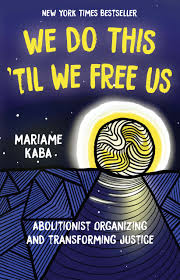 NEW YORK TIMES BESTSELLER
WE DO THIS
'TIL WE FREE US
MARIAME
KABA
ABOLITIONIST ORGANIZING
AND TRANSFORMING JUSTICE